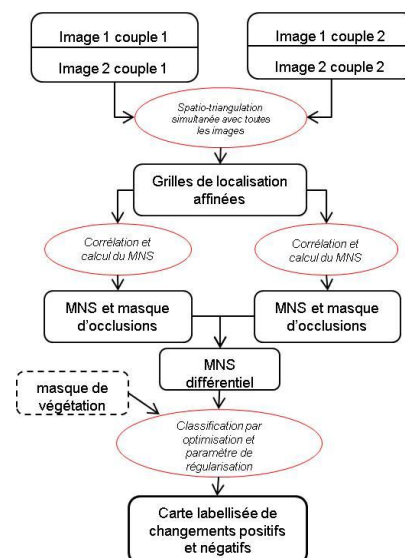 Image 1 couple 1
Image 2 couple 1
Image 1 couple 2
Image 2 couple 2
Spatio-triangulation
simultanée avec toutes
les images
Grilles de localisation
affinées
Corrélation et
calcul du MNS
Corrélation et
calcul du MNS
MNS et masque
d'occlusions
MNS et masque
d'occlusions
MNS
différentiel
masque de
végétation
Classification par
optimisation et
paramètre de
régularisation
Carte labellisée de
changements positifs
et négatifs